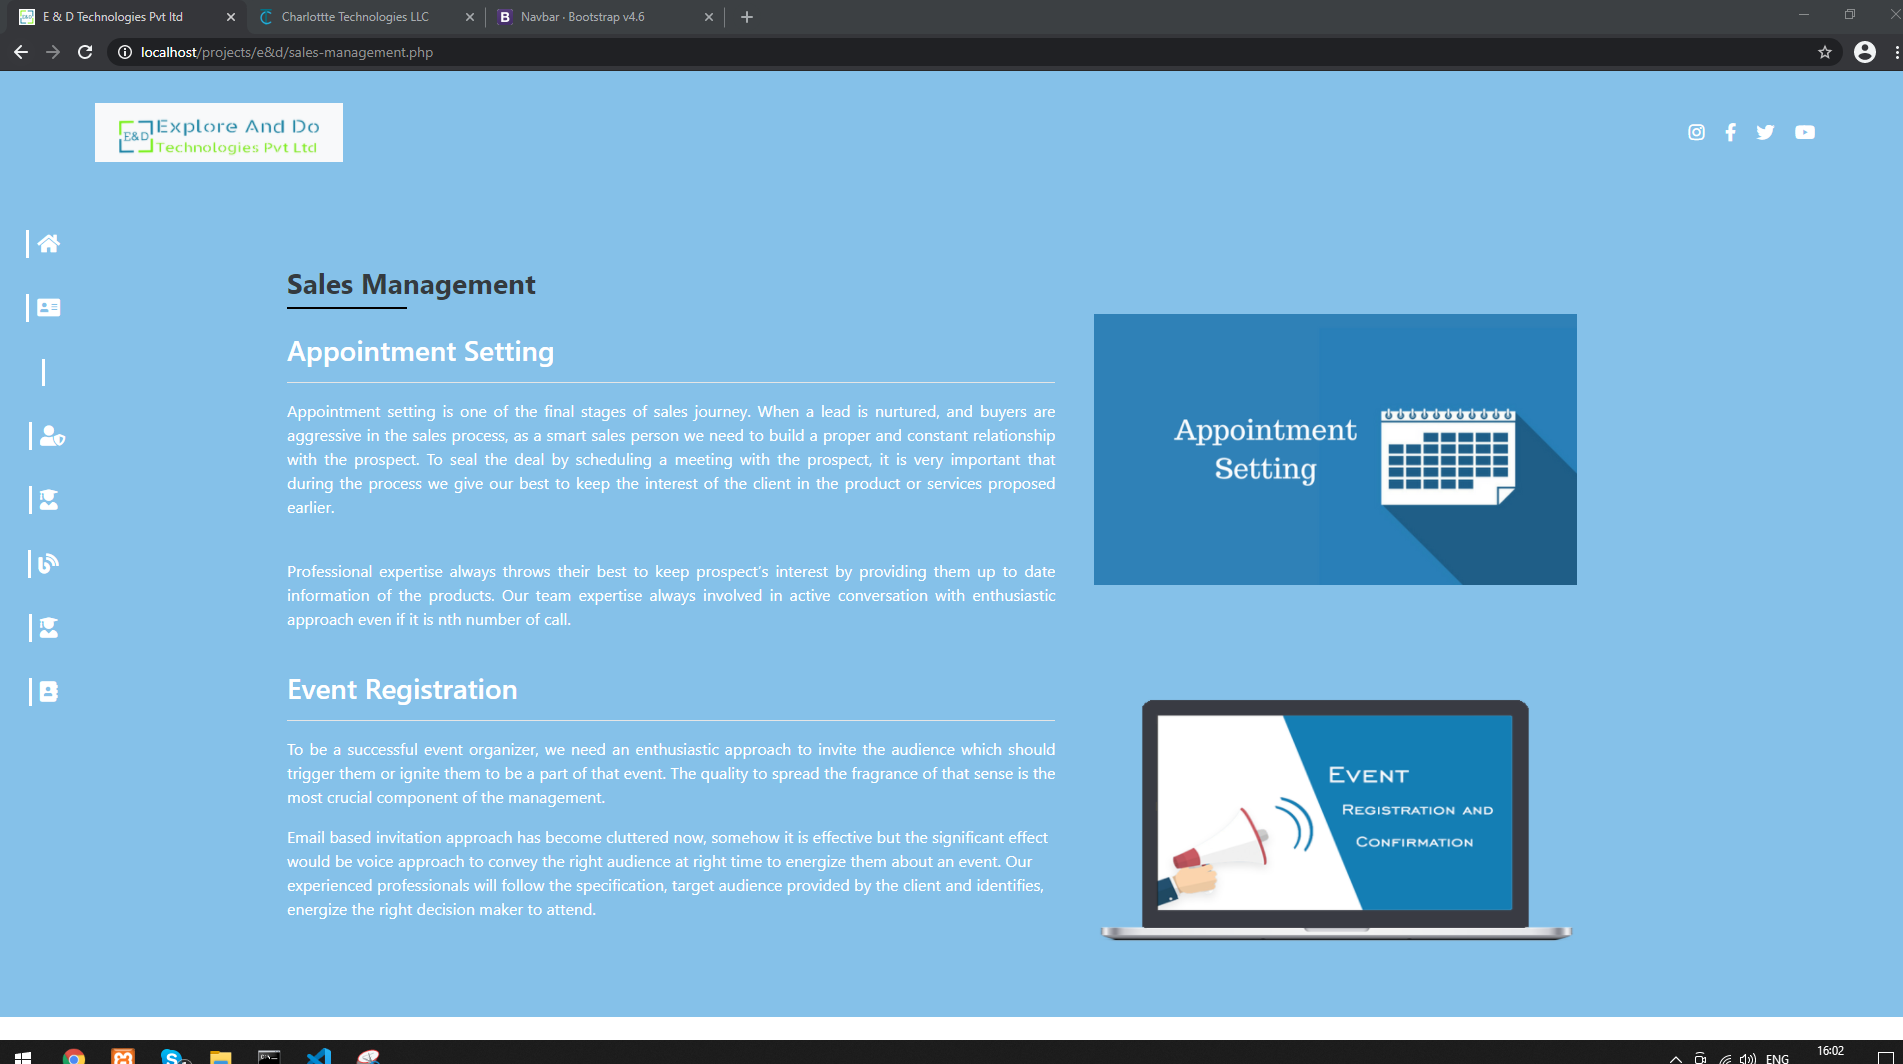 E & D Technologies Pvt ltd
Charlottte Technologies LLC
Navbar · Bootstrap v4.6
localhost/projects/e&d/sales-management.php
E&D
Explore And Do
Technologies Pvt Ltd
Sales Management
Appointment Setting
Appointment setting is one of the final stages of sales journey. When a lead is nurtured, and buyers are
aggressive in the sales process, as a smart sales person we need to build a proper and constant relationship
with the prospect. To seal the deal by scheduling a meeting with the prospect, it is very important that
during the process we give our best to keep the interest of the client in the product or services proposed
earlier.
Professional expertise always throws their best to keep prospect's interest by providing them up to date
information of the products. Our team expertise always involved in active conversation with enthusiastic
approach even if it is nth number of call.
Appointment
Setting
Event Registration
To be a successful event organizer, we need an enthusiastic approach to invite the audience which should
trigger them or ignite them to be a part of that event. The quality to spread the fragrance of that sense is the
most crucial component of the management.
Email based invitation approach has become cluttered now, somehow it is effective but the significant effect
would be voice approach to convey the right audience at right time to energize them about an event. Our
experienced professionals will follow the specification, target audience provided by the client and identifies,
energize the right decision maker to attend.
Event
Registration and
Confirmation
ENG
16:02